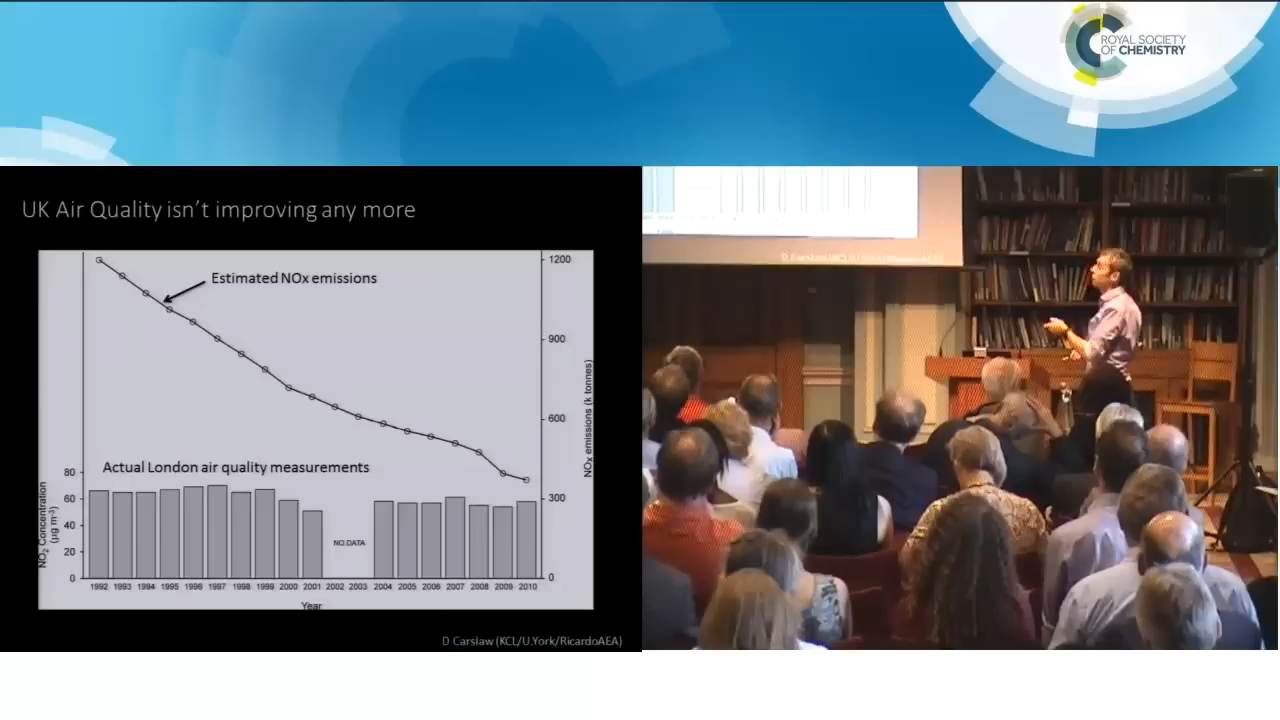 ROYAL SOCIETY
OF CHEMISTRY
UK Air Quality isn't improving any more
Estimated NOx emissions
Actual London air quality measurements
NO₂ Concentration
(µg m⁻³)
80
60
40
20
0
NO DATA
1200
900
600
300
0
NOx emissions (k tonnes)
1992 1993 1994 1995 1996 1997 1998 1999 2000 2001 2002 2003 2004 2005 2006 2007 2008 2009 2010
Year
D Carslaw (KCL/U.York/RicardoAEA)